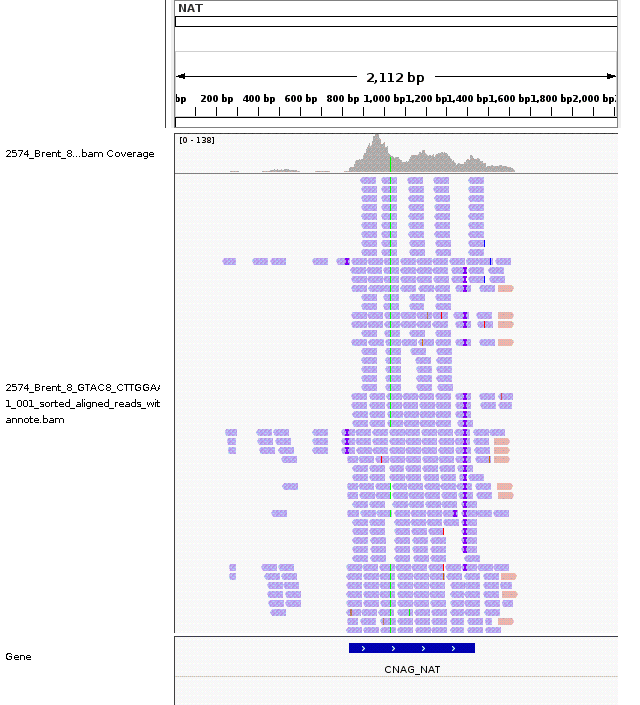 NAT
2,112 bp
bp 200 bp 400 bp 600 bp 800 bp 1,000 bp 1,200 bp 1,400 bp 1,600 bp 1,800 bp 2,000 bp
[0 - 138]
2574_Brent_8...bam Coverage
2574_Brent_8_GTAC8_CTTGGAA
1_001_sorted_aligned_reads_wit
annote.bam
Gene
CNAG_NAT